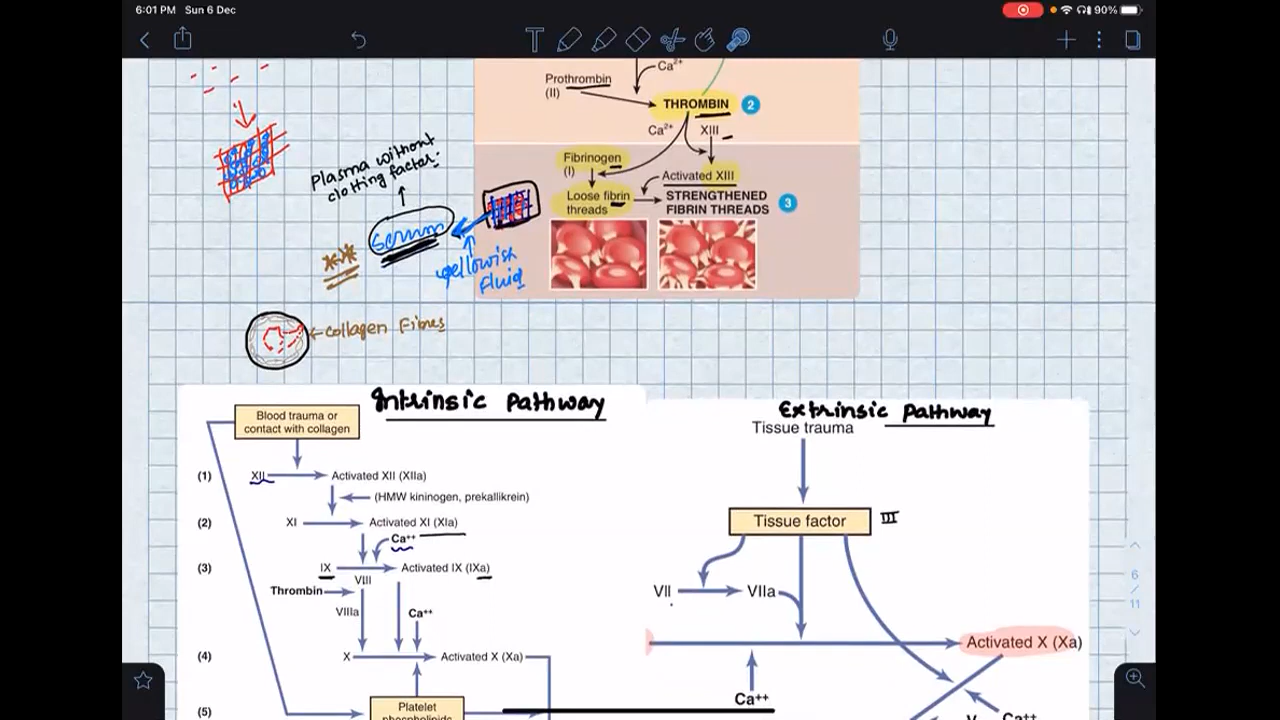 6:01 PM Sun 6 Dec
90%
Ca²⁺
Prothrombin
(II)
THROMBIN 2
Ca²⁺ XIII
Fibrinogen
(I)
Activated XIII
Loose fibrin
threads
STRENGTHENED
FIBRIN THREADS 3
Plasma without
clotting factor
serum
yellowish
fluid
collagen Fibres
Intrinsic Pathway
Blood trauma or
contact with collagen
(1) XII Activated XII (XIIa)
(HMW kininogen, prekallikrein)
(2) XI Activated XI (XIa)
Ca⁺⁺
(3) IX Activated IX (IXa)
VIII
Thrombin
VIIIa Ca⁺⁺
(4) X Activated X (Xa)
Platelet
phospholipids
(5)
Extrinsic Pathway
Tissue trauma
Tissue factor III
VII VIIa
Activated X (Xa)
Ca⁺⁺
V Ca⁺⁺
6
/
11